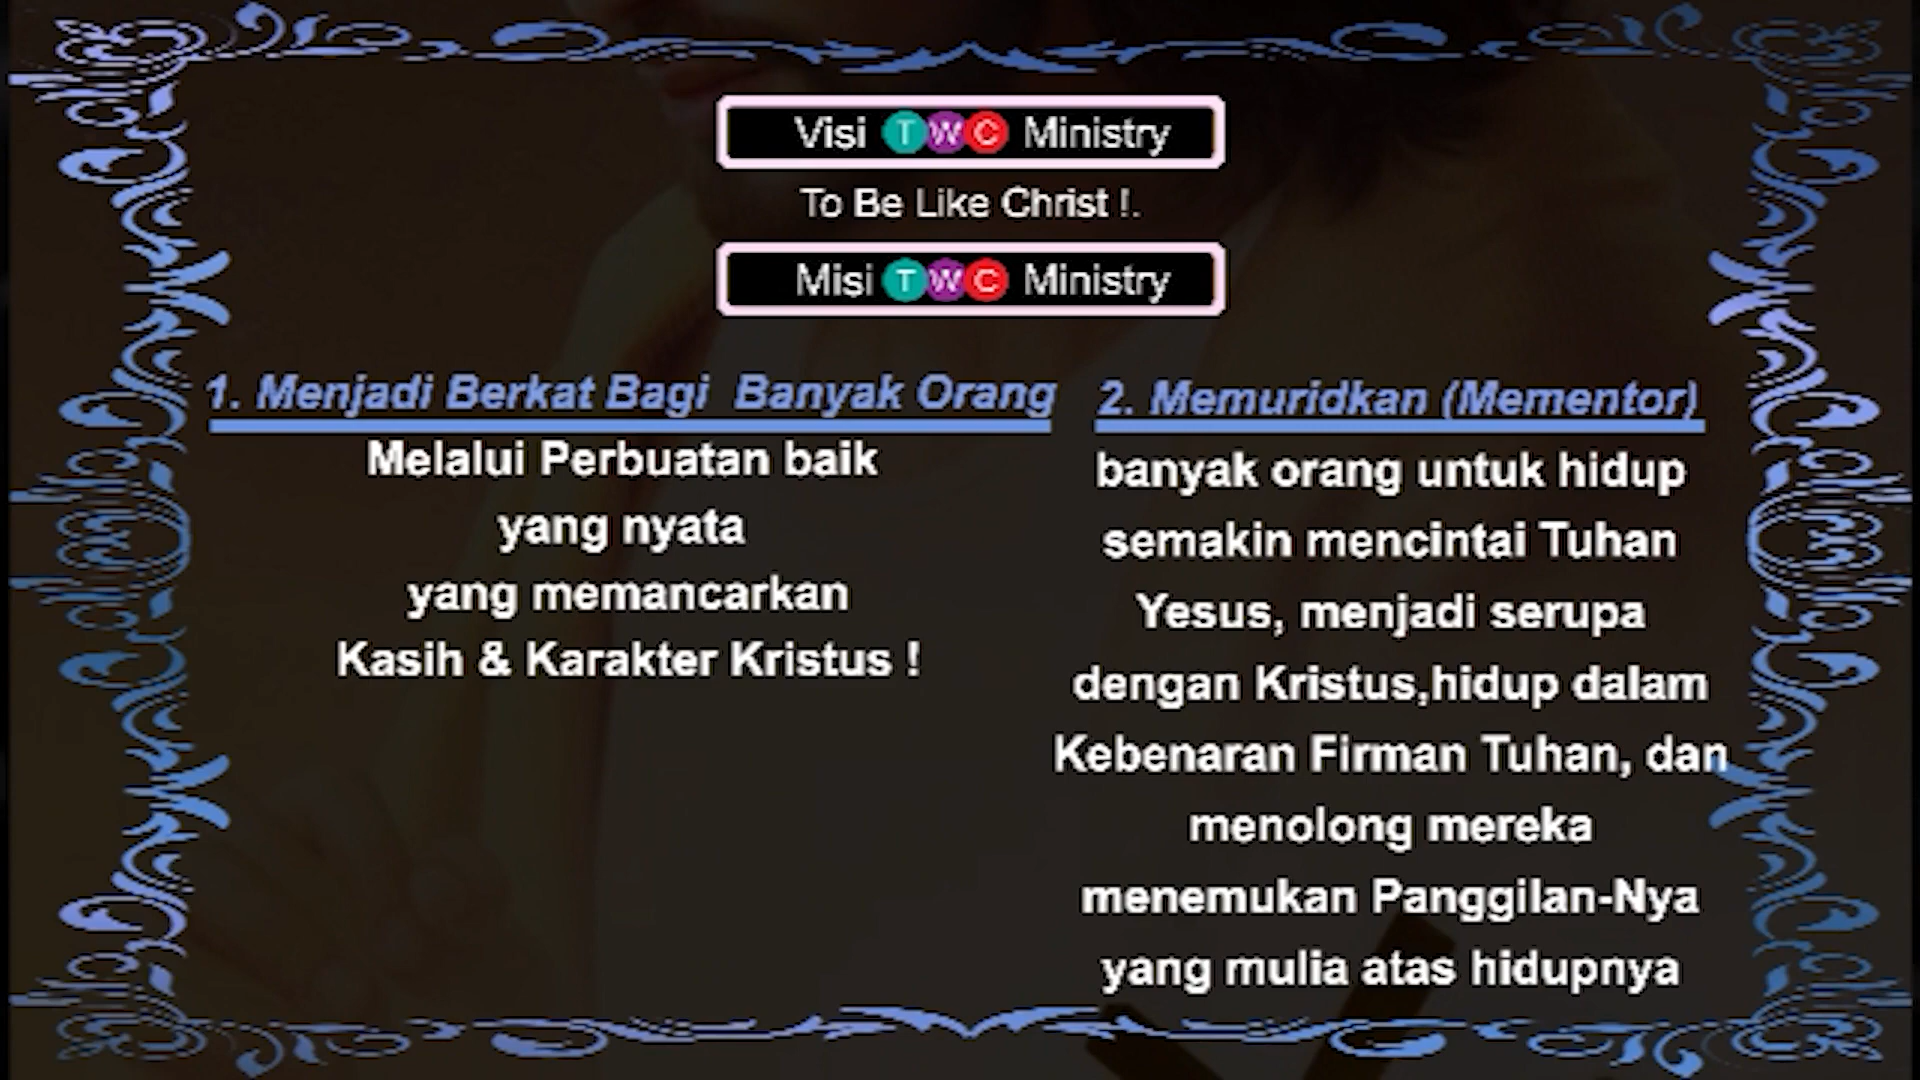 Visi TWC Ministry
To Be Like Christ !.
Misi TWC Ministry
1. Menjadi Berkat Bagi  Banyak Orang
Melalui Perbuatan baik
yang nyata
yang memancarkan
Kasih & Karakter Kristus !
2. Memuridkan (Mementor)
banyak orang untuk hidup
semakin mencintai Tuhan
Yesus, menjadi serupa
dengan Kristus,hidup dalam
Kebenaran Firman Tuhan, dan
menolong mereka
menemukan Panggilan-Nya
yang mulia atas hidupnya